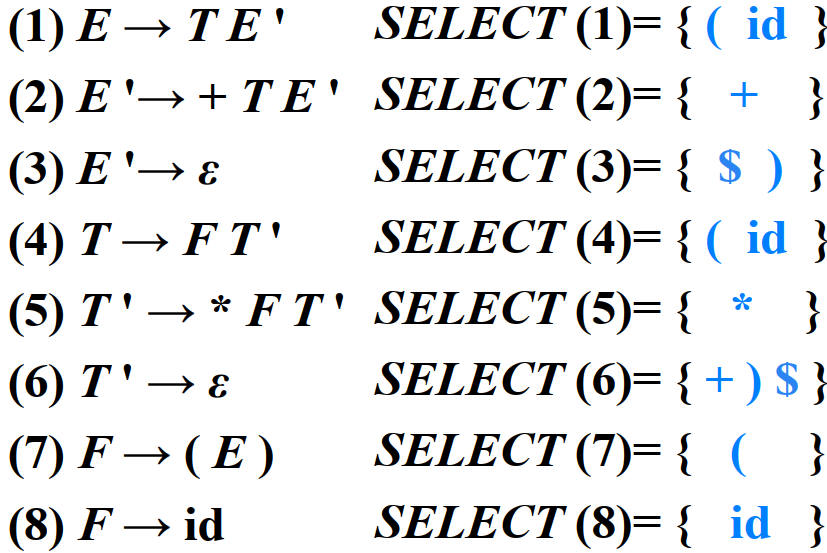 (1) E → T E ' SELECT (1)= { ( id }
(2) E '→ + T E ' SELECT (2)= { + }
(3) E '→ ε SELECT (3)= { $ ) }
(4) T → F T ' SELECT (4)= { ( id }
(5) T ' → * F T ' SELECT (5)= { * }
(6) T ' → ε SELECT (6)= { + ) $ }
(7) F → ( E ) SELECT (7)= { ( }
(8) F → id SELECT (8)= { id }